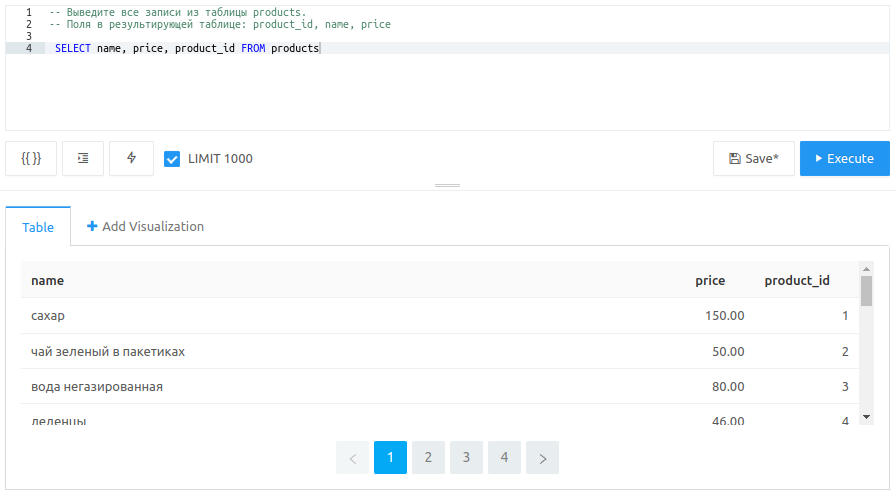 1 -- Выведите все записи из таблицы products.
2 -- Поля в результирующей таблице: product_id, name, price
3
4 SELECT name, price, product_id FROM products
{{ }} LIMIT 1000 Save* Execute
Table Add Visualization
name price product_id
сахар 150.00 1
чай зеленый в пакетиках 50.00 2
вода негазированная 80.00 3
леденцы 46.00 4
< 1 2 3 4 >